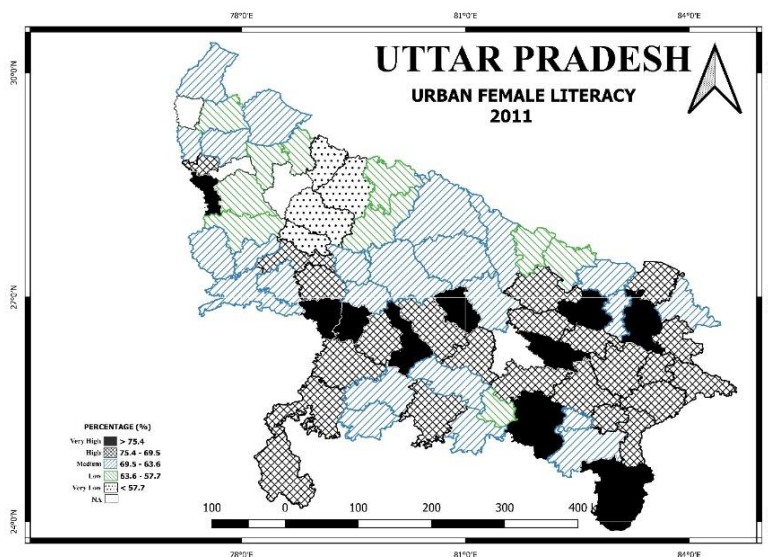 78°0'E 81°0'E 84°0'E
UTTAR PRADESH
URBAN FEMALE LITERACY
2011
30°0'N
27°0'N
24°0'N
PERCENTAGE (%)
Very High > 75.4
High 75.4 - 69.5
Medium 69.5 - 63.6
Low 63.6 - 57.7
Very Low < 57.7
NA
100 0 100 200 300 400 k
78°0'E 81°0'E 84°0'E